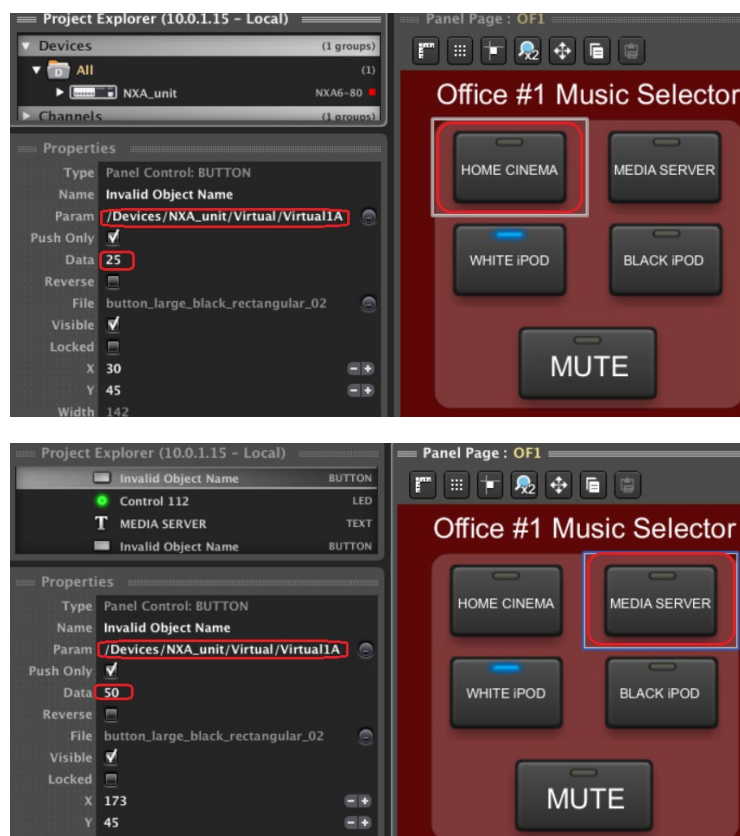 Project Explorer (10.0.1.15 - Local)
Devices (1 groups)
D All (1)
NXA_unit NXA6-80
Channels (1 groups)
Properties
Type Panel Control: BUTTON
Name Invalid Object Name
Param /Devices/NXA_unit/Virtual/Virtual1A
Push Only
Data 25
Reverse
File button_large_black_rectangular_02
Visible
Locked
X 30
Y 45
Width 142
Panel Page : OF1
x2
Office #1 Music Selector
HOME CINEMA MEDIA SERVER
WHITE iPOD BLACK iPOD
MUTE
Project Explorer (10.0.1.15 - Local)
Invalid Object Name BUTTON
Control 112 LED
T MEDIA SERVER TEXT
Invalid Object Name BUTTON
Properties
Type Panel Control: BUTTON
Name Invalid Object Name
Param /Devices/NXA_unit/Virtual/Virtual1A
Push Only
Data 50
Reverse
File button_large_black_rectangular_02
Visible
Locked
X 173
Y 45
Panel Page : OF1
x2
Office #1 Music Selector
HOME CINEMA MEDIA SERVER
WHITE iPOD BLACK iPOD
MUTE